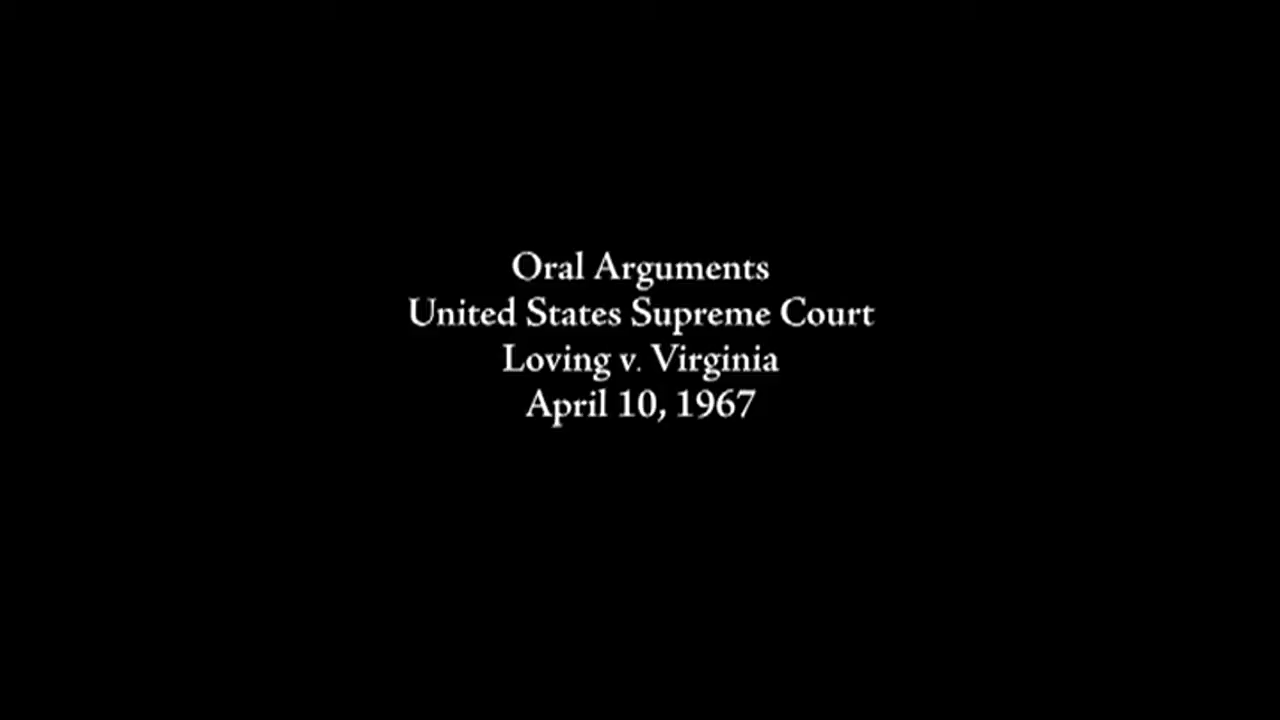 Oral Arguments
United States Supreme Court
Loving v. Virginia
April 10, 1967